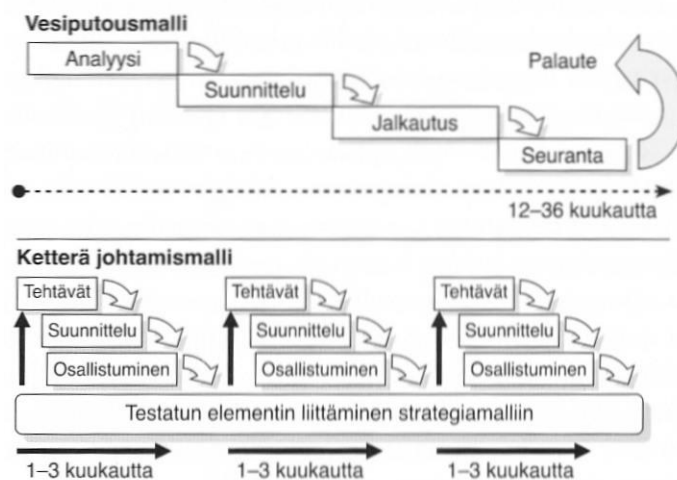 Vesiputousmalli
Analyysi
Palaute
Suunnittelu
Jalkautus
Seuranta
12–36 kuukautta
Ketterä johtamismalli
Tehtävät
Tehtävät
Tehtävät
Suunnittelu
Suunnittelu
Suunnittelu
Osallistuminen
Osallistuminen
Osallistuminen
Testatun elementin liittäminen strategiamalliin
1–3 kuukautta
1–3 kuukautta
1–3 kuukautta